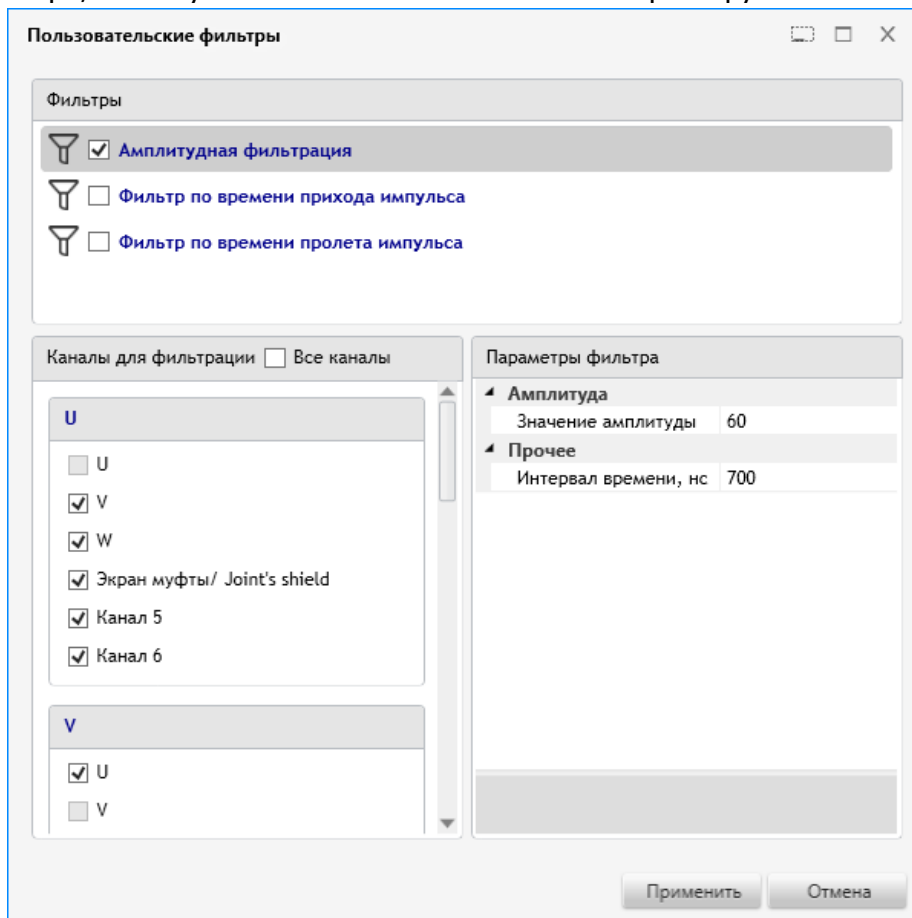 Пользовательские фильтры
Фильтры
Амплитудная фильтрация
Фильтр по времени прихода импульса
Фильтр по времени пролета импульса
Каналы для фильтрации Все каналы
U
U
V
W
Экран муфты/ Joint's shield
Канал 5
Канал 6
V
U
V
Параметры фильтра
Амплитуда
Значение амплитуды 60
Прочее
Интервал времени, нс 700
Применить Отмена